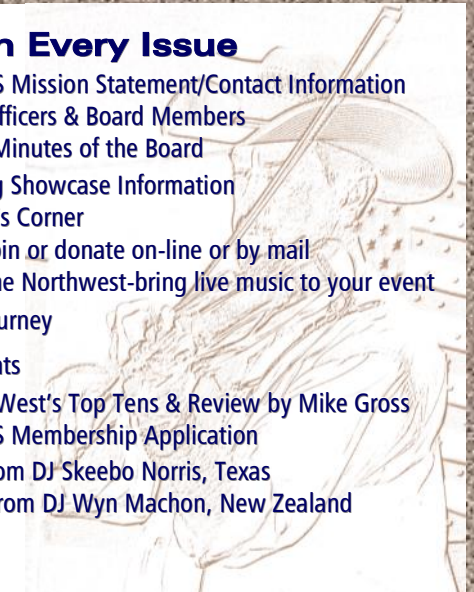 n Every Issue
S Mission Statement/Contact Information
fficers & Board Members
Minutes of the Board
g Showcase Information
s Corner
oin or donate on-line or by mail
he Northwest-bring live music to your event
urney
nts
West's Top Tens & Review by Mike Gross
S Membership Application
om DJ Skeebo Norris, Texas
rom DJ Wyn Machon, New Zealand